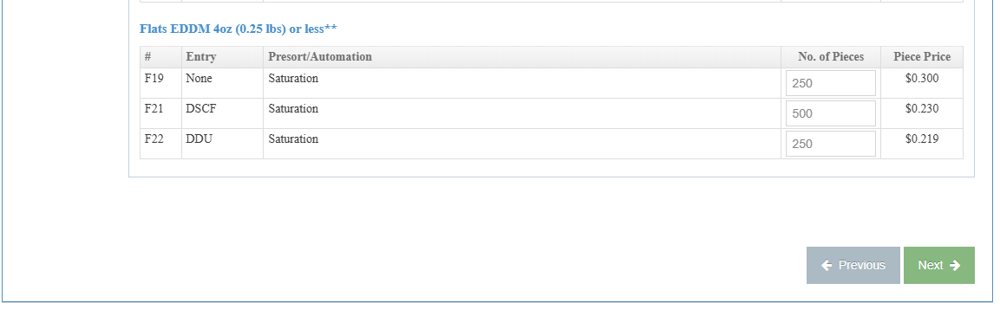 Flats EDDM 4oz (0.25 lbs) or less**
# Entry Presort/Automation No. of Pieces Piece Price
F19 None Saturation 250 $0.300
F21 DSCF Saturation 500 $0.230
F22 DDU Saturation 250 $0.219
← Previous Next →